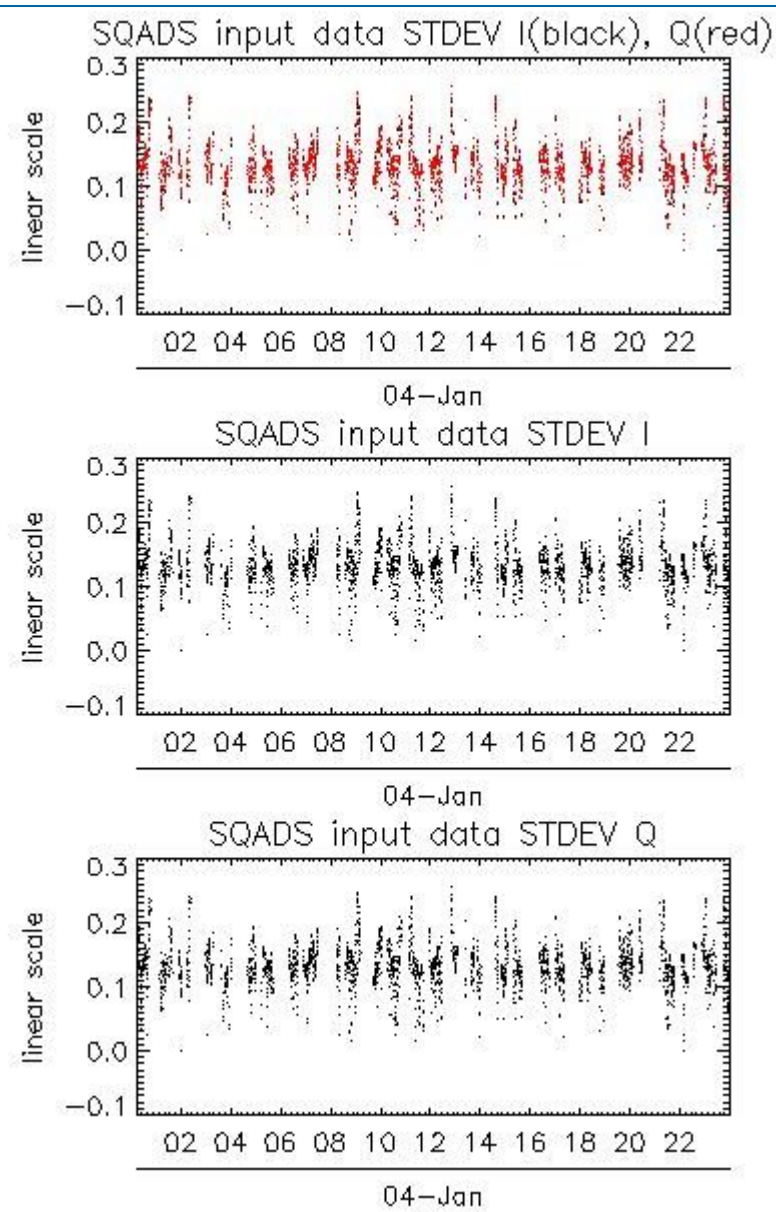 SQADS input data STDEV I(black), Q(red)
0.3
0.2
0.1
0.0
−0.1
linear scale
02 04 06 08 10 12 14 16 18 20 22
04−Jan
SQADS input data STDEV I
0.3
0.2
0.1
0.0
−0.1
linear scale
02 04 06 08 10 12 14 16 18 20 22
04−Jan
SQADS input data STDEV Q
0.3
0.2
0.1
0.0
−0.1
linear scale
02 04 06 08 10 12 14 16 18 20 22
04−Jan